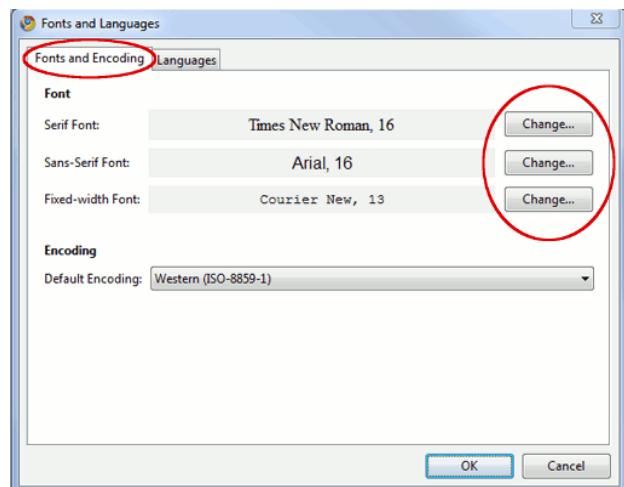 Fonts and Languages
Fonts and Encoding Languages
Font
Serif Font: Times New Roman, 16 Change...
Sans-Serif Font: Arial, 16 Change...
Fixed-width Font: Courier New, 13 Change...
Encoding
Default Encoding: Western (ISO-8859-1)
OK Cancel